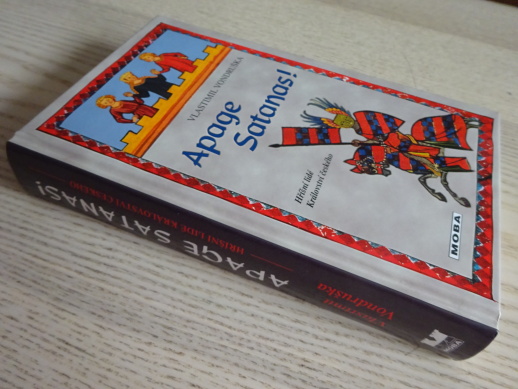 VLASTIMIL VONDRUŠKA
Apage
Satanas!
Hříšní lidé
Království českého
MOBA
APAGE SATANAS!
HŘÍŠNÍ LIDÉ KRÁLOVSTVÍ ČESKÉHO
Vlastimil
Vondruška